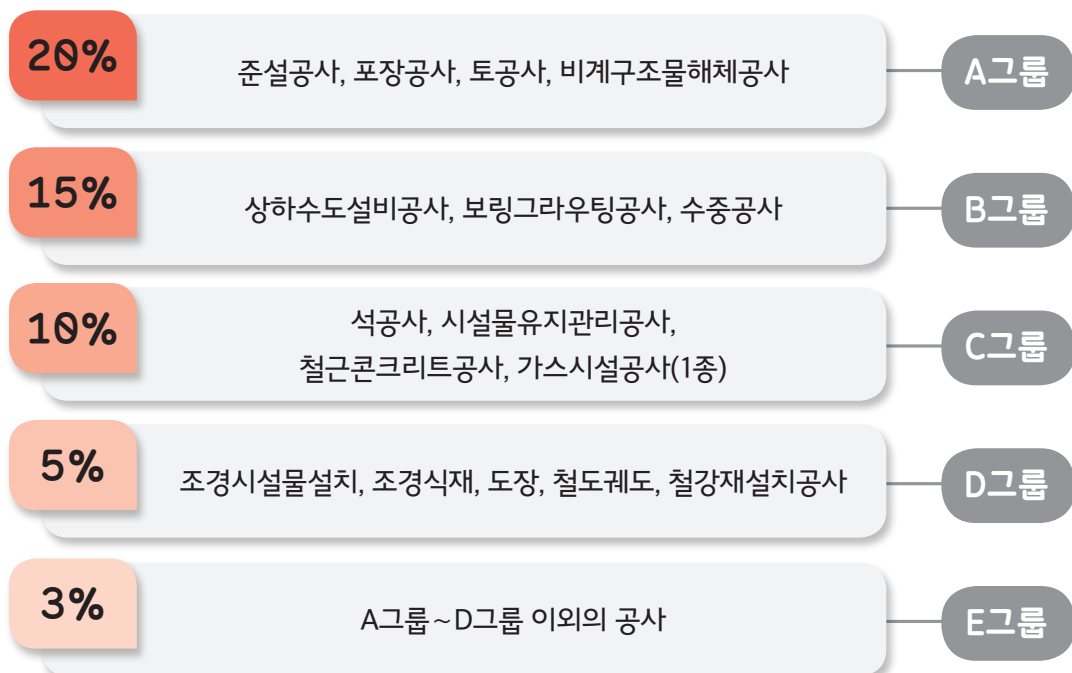 20%
준설공사, 포장공사, 토공사, 비계구조물해체공사
A그룹
15%
상하수도설비공사, 보링그라우팅공사, 수중공사
B그룹
10%
석공사, 시설물유지관리공사,
철근콘크리트공사, 가스시설공사(1종)
C그룹
5%
조경시설물설치, 조경식재, 도장, 철도궤도, 철강재설치공사
D그룹
3%
A그룹~D그룹 이외의 공사
E그룹